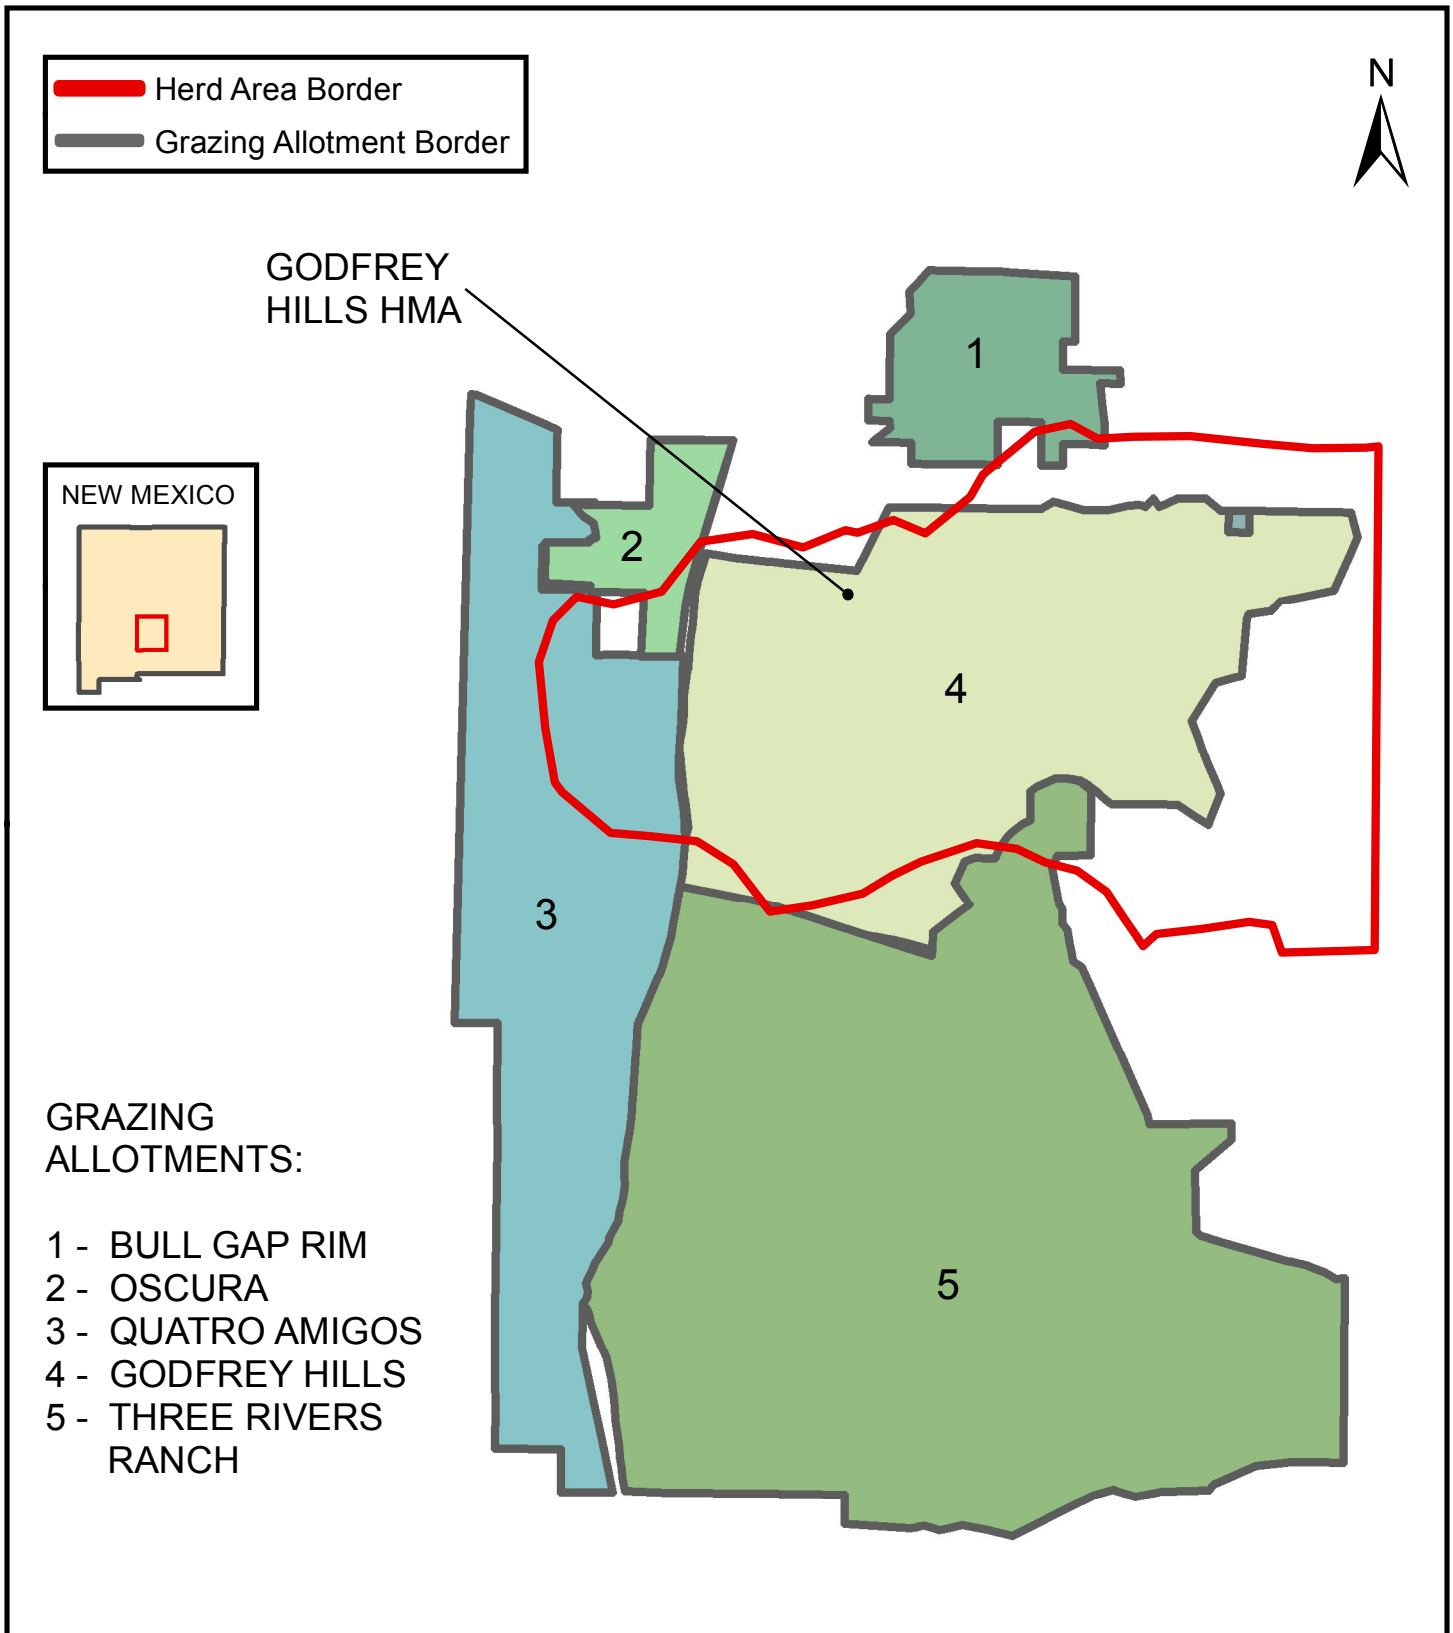 Herd Area Border
Grazing Allotment Border
N
GODFREY
HILLS HMA
1
NEW MEXICO
2
4
3
GRAZING
ALLOTMENTS:
1 - BULL GAP RIM
2 - OSCURA
3 - QUATRO AMIGOS
4 - GODFREY HILLS
5 - THREE RIVERS
RANCH
5